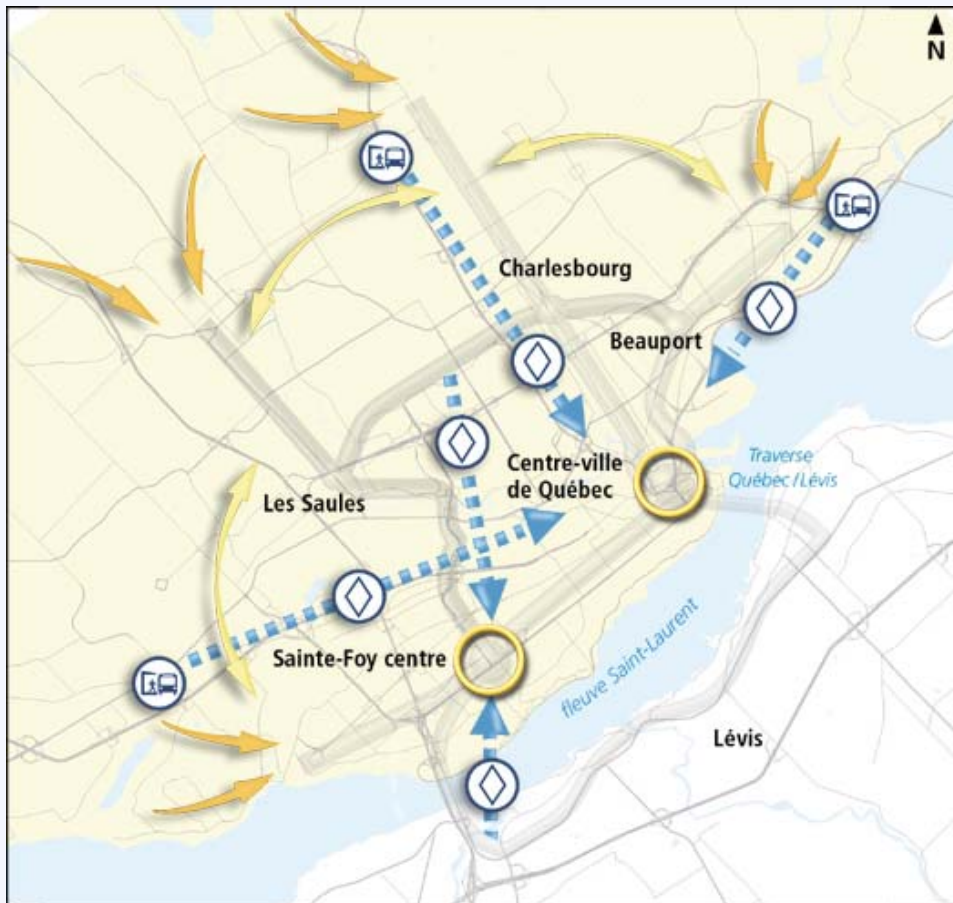 N
Charlesbourg
Beauport
Centre-ville
de Québec
Traverse
Québec/Lévis
Les Saules
Sainte-Foy centre
fleuve Saint-Laurent
Lévis